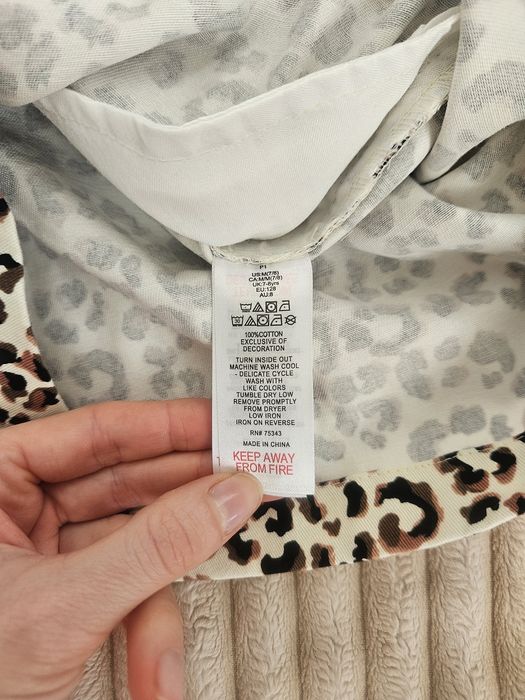 PT
US:M(7/8)
CA:M/M(7/8)
UK:7-8yrs
EU:128
AU:8
100%COTTON
EXCLUSIVE OF
DECORATION
TURN INSIDE OUT
MACHINE WASH COOL
- DELICATE CYCLE
WASH WITH
LIKE COLORS
TUMBLE DRY LOW
REMOVE PROMPTLY
FROM DRYER
LOW IRON
IRON ON REVERSE
RN# 75343
MADE IN CHINA
KEEP AWAY
FROM FIRE